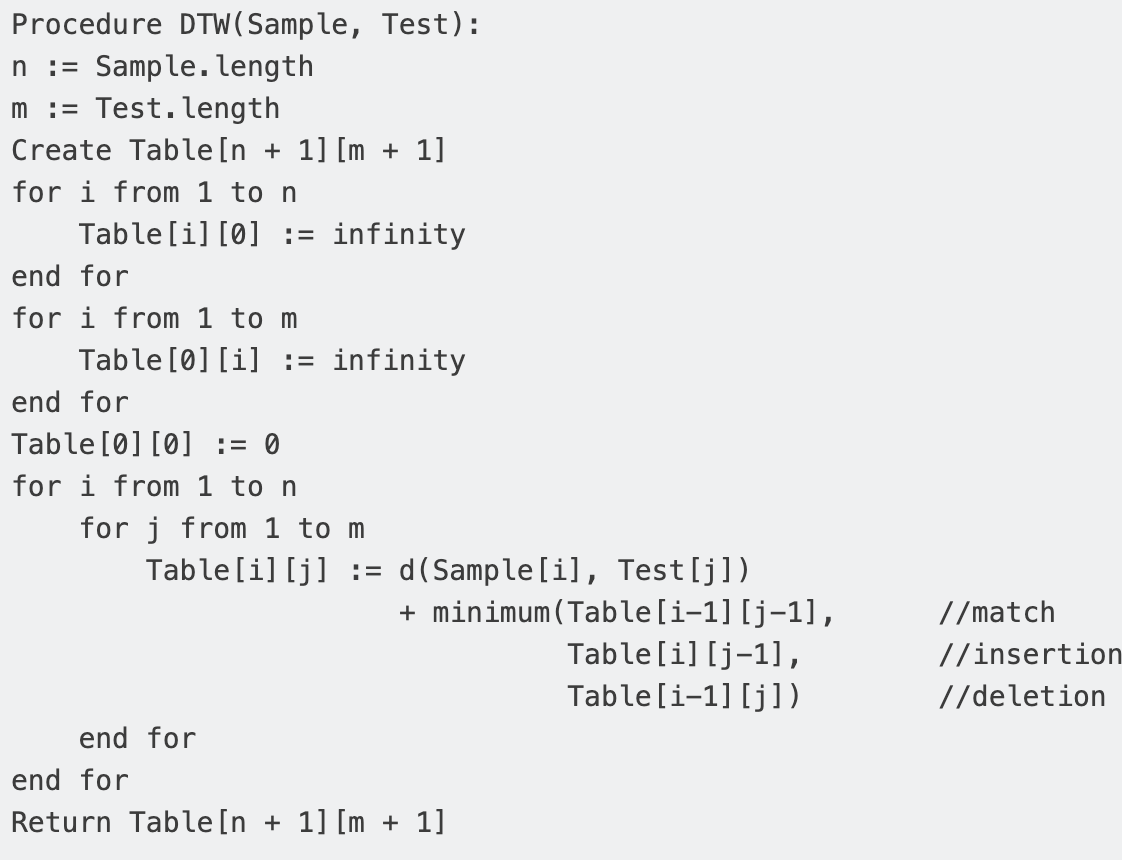 Procedure DTW(Sample, Test):
n := Sample.length
m := Test.length
Create Table[n + 1][m + 1]
for i from 1 to n
    Table[i][0] := infinity
end for
for i from 1 to m
    Table[0][i] := infinity
end for
Table[0][0] := 0
for i from 1 to n
    for j from 1 to m
        Table[i][j] := d(Sample[i], Test[j])
                       + minimum(Table[i-1][j-1],      //match
                                 Table[i][j-1],        //insertion
                                 Table[i-1][j])        //deletion
    end for
end for
Return Table[n + 1][m + 1]